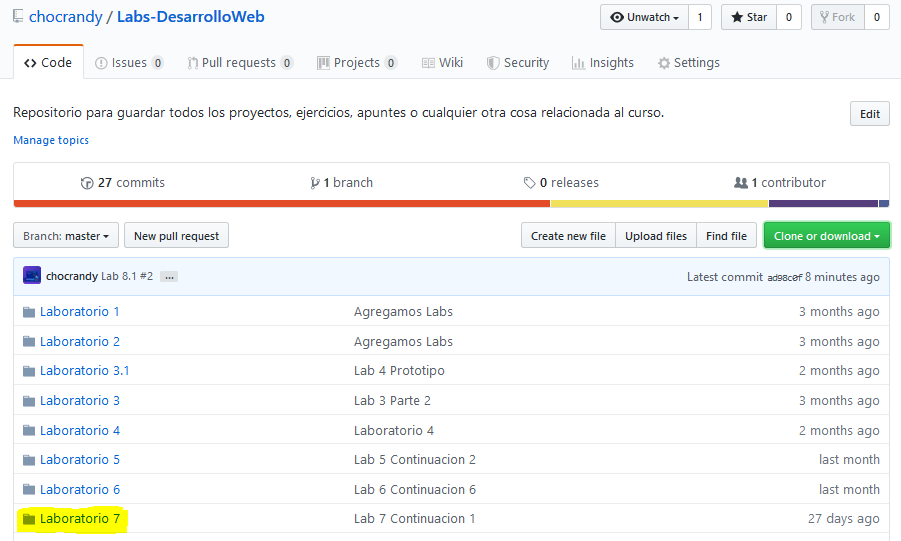 chocrandy / Labs-DesarrolloWeb
Unwatch 1 Star 0 Fork 0
Code Issues 0 Pull requests 0 Projects 0 Wiki Security Insights Settings
Repositorio para guardar todos los proyectos, ejercicios, apuntes o cualquier otra cosa relacionada al curso. Edit
Manage topics
27 commits 1 branch 0 releases 1 contributor
Branch: master New pull request Create new file Upload files Find file Clone or download
chocrandy Lab 8.1 #2 ... Latest commit ad98c0f 8 minutes ago
Laboratorio 1 Agregamos Labs 3 months ago
Laboratorio 2 Agregamos Labs 3 months ago
Laboratorio 3.1 Lab 4 Prototipo 2 months ago
Laboratorio 3 Lab 3 Parte 2 3 months ago
Laboratorio 4 Laboratorio 4 2 months ago
Laboratorio 5 Lab 5 Continuacion 2 last month
Laboratorio 6 Lab 6 Continuacion 6 last month
Laboratorio 7 Lab 7 Continuacion 1 27 days ago